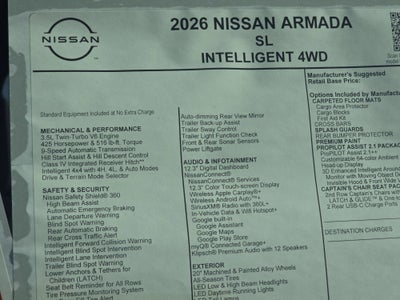 NISSAN
2026 NISSAN ARMADA
SL
INTELLIGENT 4WD
Scan
model
Standard Equipment Included at No Extra Charge
MECHANICAL & PERFORMANCE
3.5L Twin-Turbo V6 Engine
425 Horsepower & 516 lb-ft. Torque
9-Speed Automatic Transmission
Hill Start Assist & Hill Descent Control
Class IV Integrated Receiver Hitch
Intelligent 4x4 with 4H, 4L, & Auto Modes
Drive & Terrain Mode Selector
SAFETY & SECURITY
Nissan Safety Shield® 360
High Beam Assist
Automatic Emergency Braking
Lane Departure Warning
Blind Spot Warning
Rear Automatic Braking
Rear Cross Traffic Alert
Intelligent Forward Collision Warning
Intelligent Blind Spot Intervention
Intelligent Lane Intervention
Trailer Blind Spot Warning
Lower Anchors & Tethers for
Children (LATCH)
Seat Belt Reminder for All Rows
Tire Pressure Monitoring System
Auto-dimming Rear View Mirror
Trailer Back-up Assist
Trailer Sway Control
Trailer Light Function Check
Front & Rear Sonar Sensors
Power Liftgate
AUDIO & INFOTAINMENT
12.3" Digital Dashboard
NissanConnect®
NissanConnect® Services
12.3" Color Touch-screen Display
Wireless Apple Carplay®
Wireless Android Auto™
SiriusXM® Radio with 360L
In-Vehicle Data & Wifi Hotspot
Google built-in
Google Assistant
Google Maps
Google Play Store
myQ® Connected Garage
Klipsch® Premium Audio with 12 Speakers
EXTERIOR
20" Machined & Painted Alloy Wheels
All-Season Tires
LED Low & High Beam Headlights
LED Daytime Running Lights
Manufacturer's Suggested
Retail Base Price:
Options Included by Manufacturer
CARPETED FLOOR MATS
Cargo Area Protector
Cargo Blocks
First Aid Kit
CROSS BARS
SPLASH GUARDS
REAR BUMPER PROTECTOR
PREMIUM PAINT
PROPILOT ASSIST 2.1 PACKAGE
ProPILOT Assist 2.1
Customizable 64-color Ambient
Head-up Display
3D Enhanced Intelligent Around
Monitor with Moving Object
Invisible Hood & Front
CAPTAIN'S CHAIR SEAT PACKAGE
2nd Row Captain's Chairs with
LATCH & GLIDE™ & One
2 Rear USB-C Charge Ports
DESTINATION CHARGES